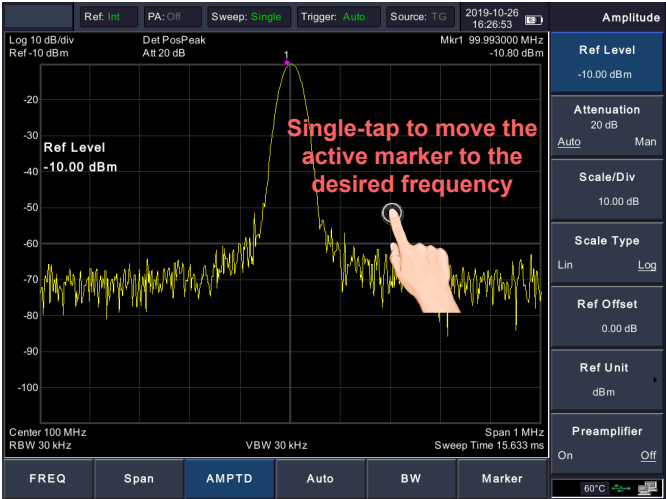 Ref: Int
PA: Off
Sweep: Single
Trigger: Auto
Source: TG
2019-10-26
16:26:53
Amplitude
Log 10 dB/div
Det PosPeak
Mkr1 99.993000 MHz
Ref -10 dBm
Att 20 dB
-10.80 dBm
1
-20
-30
-40
-50
-60
-70
-80
-90
-100
Ref Level
-10.00 dBm
Single-tap to move the
active marker to the
desired frequency
Center 100 MHz
Span 1 MHz
RBW 30 kHz
VBW 30 kHz
Sweep Time 15.633 ms
Ref Level
-10.00 dBm
Attenuation
20 dB
Auto
Man
Scale/Div
10.00 dB
Scale Type
Lin
Log
Ref Offset
0.00 dB
Ref Unit
dBm
Preamplifier
On
Off
FREQ
Span
AMPTD
Auto
BW
Marker
60°C